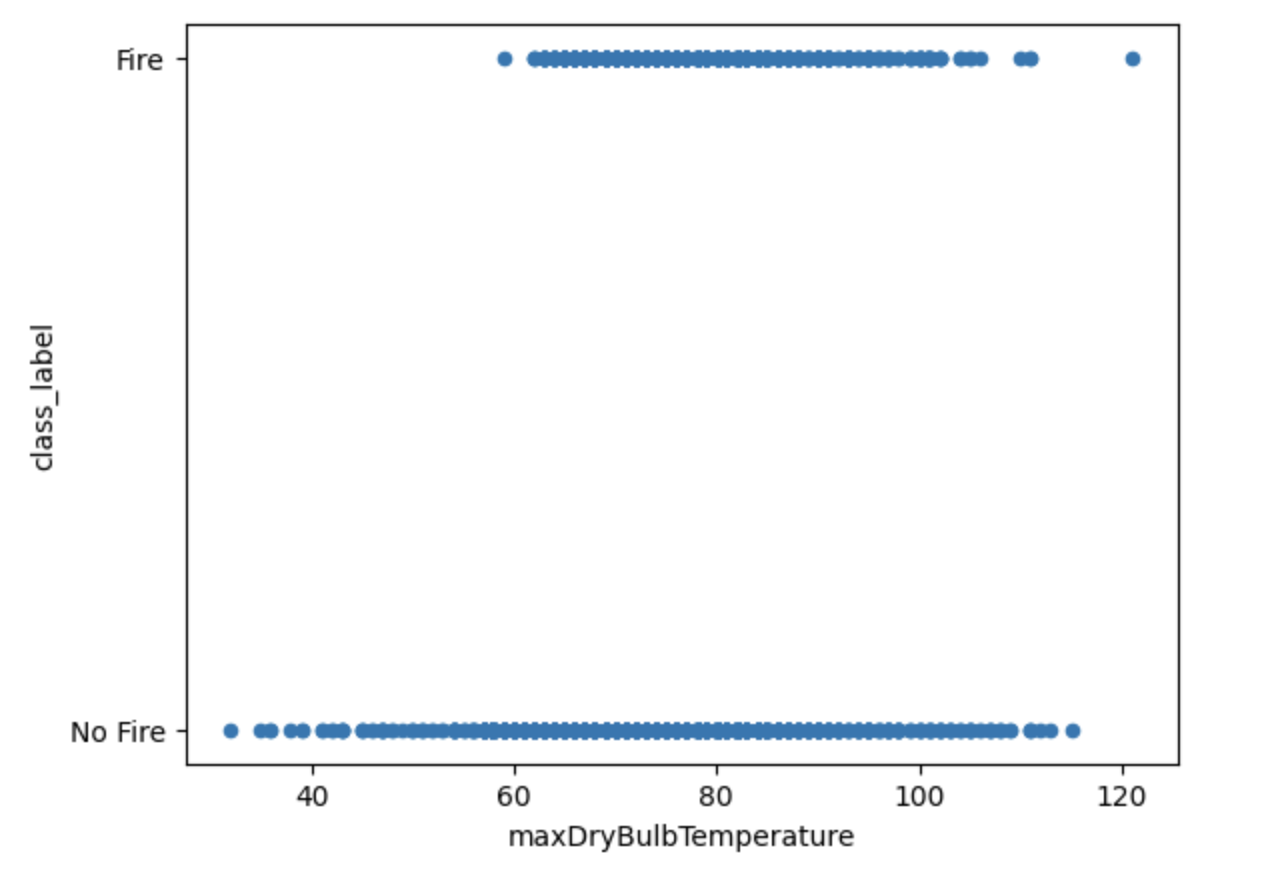 Fire
class_label
No Fire
40 60 80 100 120
maxDryBulbTemperature